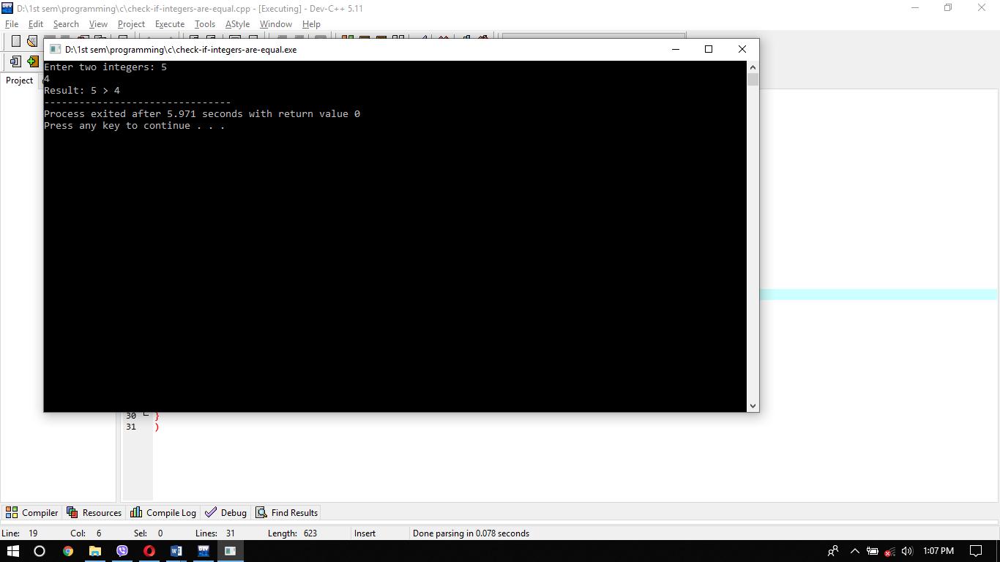 D:\1st sem\programming\c\check-if-integers-are-equal.cpp - [Executing] - Dev-C++ 5.11
File Edit Search View Project Execute Tools AStyle Window Help
D:\1st sem\programming\c\check-if-integers-are-equal.exe
Project
Enter two integers: 5
4
Result: 5 > 4
--------------------------------
Process exited after 5.971 seconds with return value 0
Press any key to continue . . .
30 }
31 )
Compiler Resources Compile Log Debug Find Results
Line: 19 Col: 6 Sel: 0 Lines: 31 Length: 623 Insert Done parsing in 0.078 seconds
1:07 PM